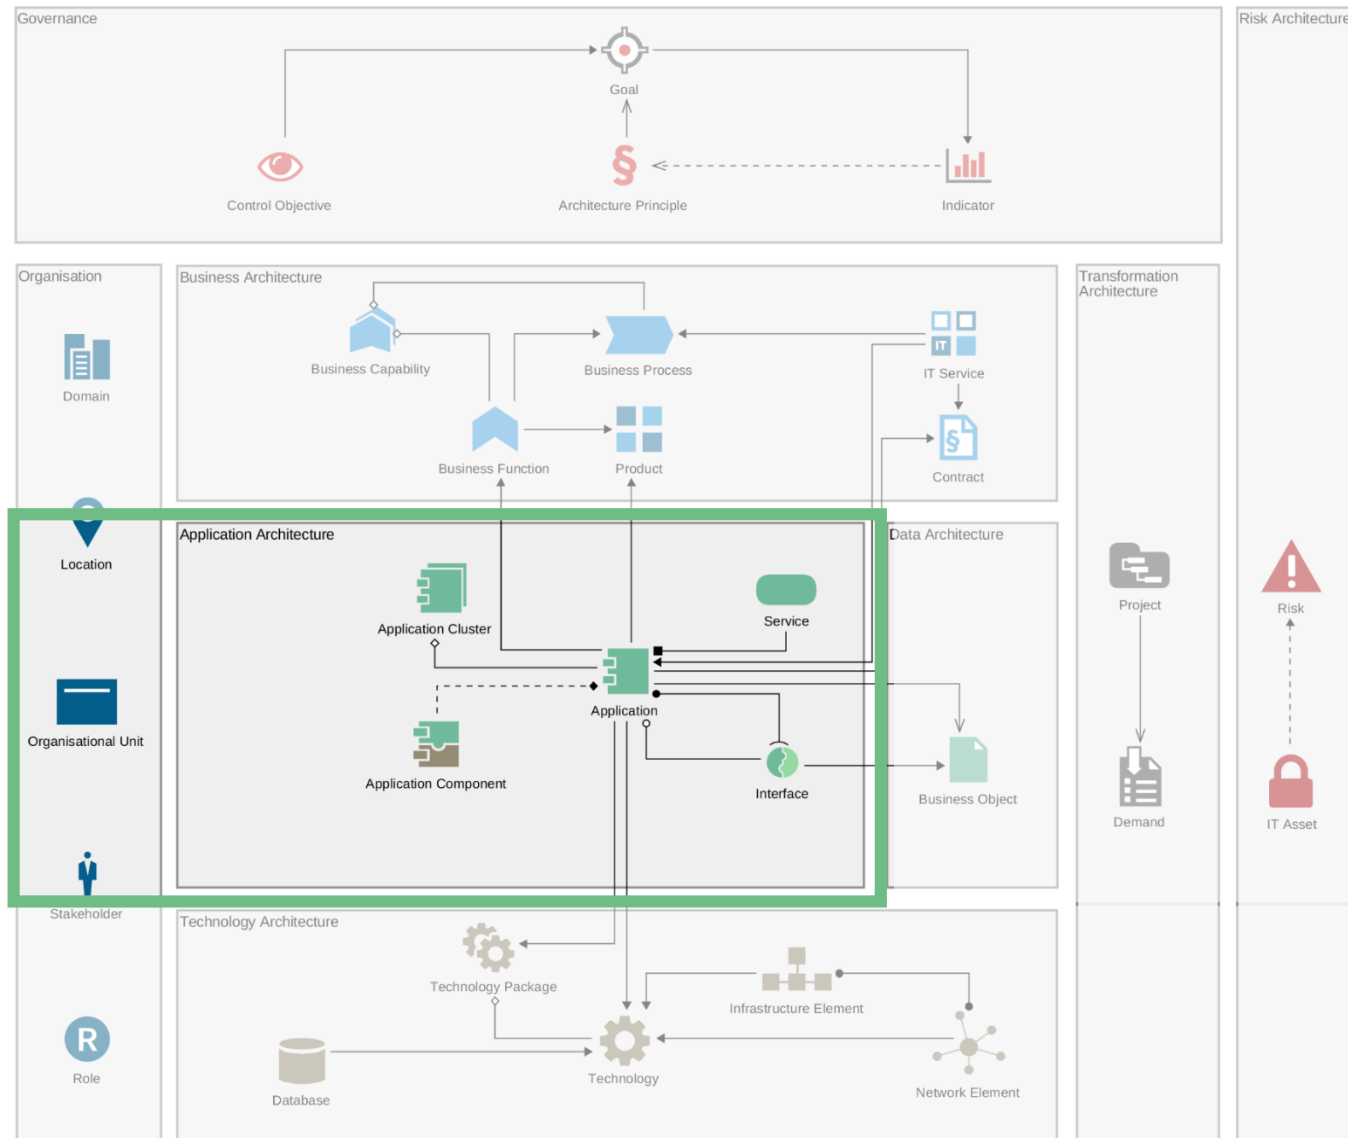 Governance
Risk Architecture
Goal
Control Objective
§
Architecture Principle
Indicator
Organisation
Business Architecture
Transformation
Architecture
Domain
Business Capability
Business Process
IT
IT Service
Business Function
Product
§
Contract
Location
Application Architecture
Data Architecture
Application Cluster
Service
Project
Risk
Organisational Unit
Application
Application Component
Interface
Business Object
Demand
IT Asset
Stakeholder
Technology Architecture
Technology Package
Infrastructure Element
R
Role
Database
Technology
Network Element